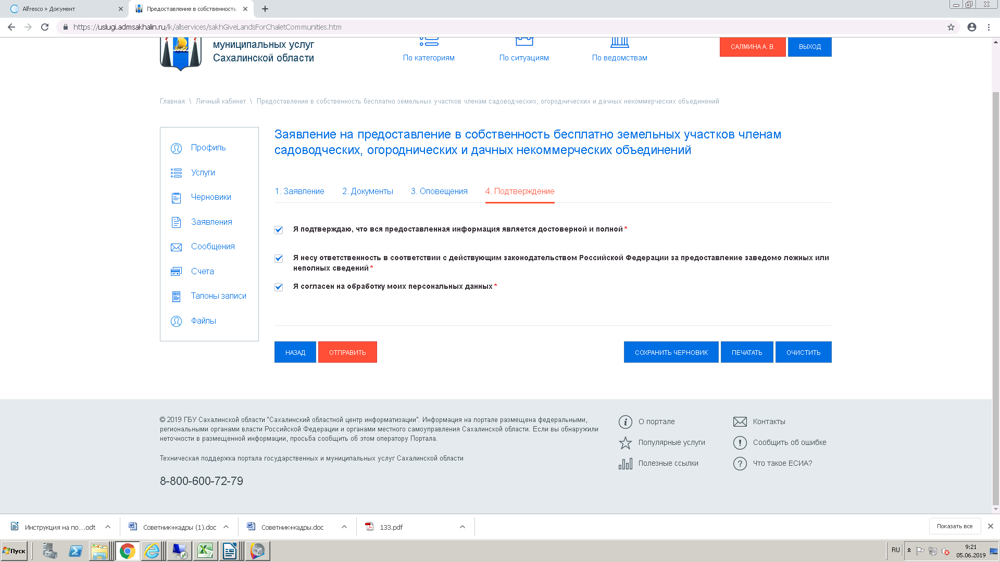 Alfresco » Документ
Предоставление в собственность
https://uslugi.admsakhalin.ru/lk/allservices/sakhGiveLandsForChaletCommunities.htm
муниципальных услуг
Сахалинской области
По категориям
По ситуациям
По ведомствам
САЛМИНА А. В.
ВЫХОД
Главная \ Личный кабинет \ Предоставление в собственность бесплатно земельных участков членам садоводческих, огороднических и дачных некоммерческих объединений
Профиль
Услуги
Черновики
Заявления
Сообщения
Счета
Талоны записи
Файлы
Заявление на предоставление в собственность бесплатно земельных участков членам
садоводческих, огороднических и дачных некоммерческих объединений
1. Заявление 2. Документы 3. Оповещения 4. Подтверждение
Я подтверждаю, что вся предоставленная информация является достоверной и полной *
Я несу ответственность в соответствии с действующим законодательством Российской Федерации за предоставление заведомо ложных или
неполных сведений *
Я согласен на обработку моих персональных данных *
НАЗАД
ОТПРАВИТЬ
СОХРАНИТЬ ЧЕРНОВИК
ПЕЧАТАТЬ
ОЧИСТИТЬ
© 2019 ГБУ Сахалинской области "Сахалинский областной центр информатизации". Информация на портале размещена федеральными,
региональными органами власти Российской Федерации и органами местного самоуправления Сахалинской области. Если вы обнаружили
неточности в размещенной информации, просьба сообщить об этом оператору Портала.
Техническая поддержка портала государственных и муниципальных услуг Сахалинской области
8-800-600-72-79
О портале
Популярные услуги
Полезные ссылки
Контакты
Сообщить об ошибке
Что такое ЕСИА?
Инструкция на по....odt
Советник+кадры (1).doc
Советник+кадры.doc
133.pdf
Показать все
Пуск
RU
9:21
05.06.2019